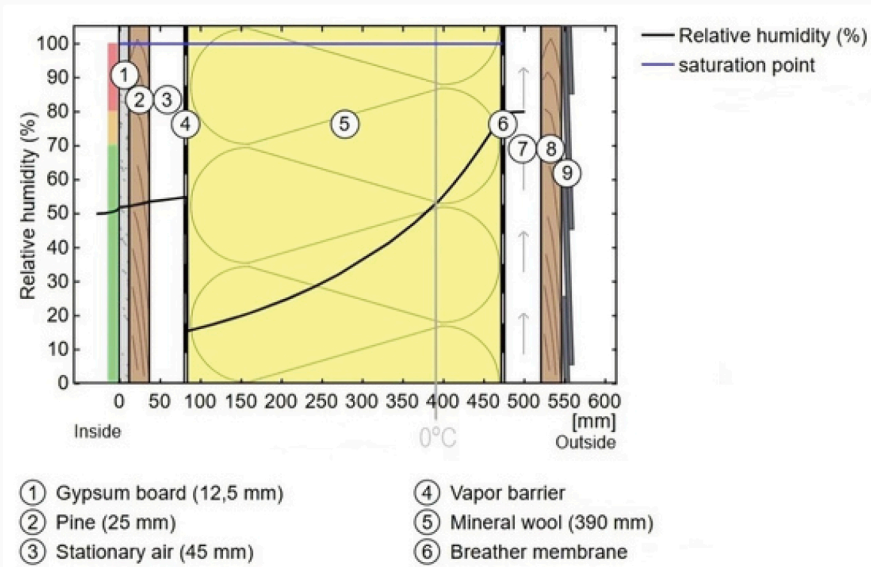 Relative humidity (%)
saturation point
Relative humidity (%)
100
90
80
70
60
50
40
30
20
10
0
1
2
3
4
5
6
7
8
9
0 50 100 150 200 250 300 350 400 450 500 550 600
[mm]
Inside
0°C
Outside
1 Gypsum board (12,5 mm)
2 Pine (25 mm)
3 Stationary air (45 mm)
4 Vapor barrier
5 Mineral wool (390 mm)
6 Breather membrane